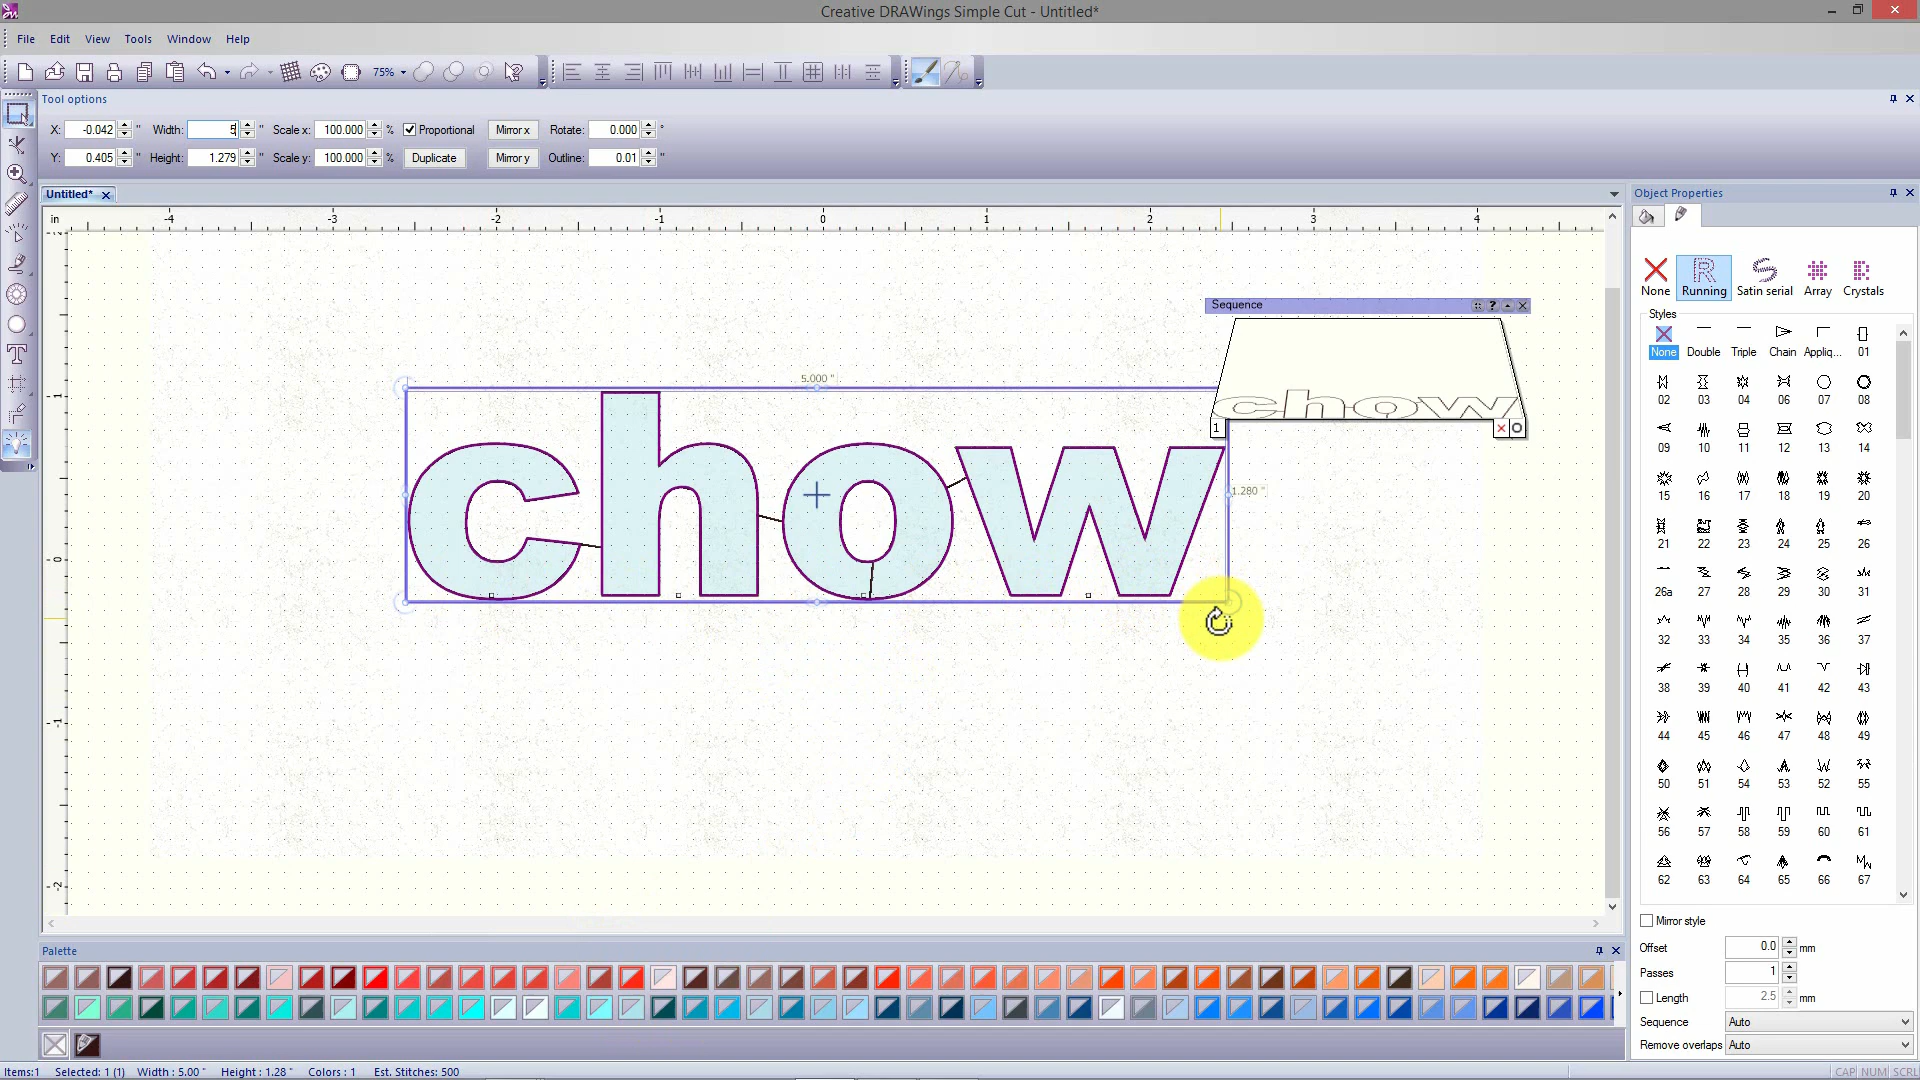 Creative DRAWings Simple Cut - Untitled*
File Edit View Tools Window Help
75%
Tool options
X: -0.042 " Width: 5 " Scale x: 100.000 % Proportional Mirror x Rotate: 0.000 °
Y: 0.405 " Height: 1.279 " Scale y: 100.000 % Duplicate Mirror y Outline: 0.01 "
Untitled*
in -4 -3 -2 -1 0 1 2 3 4
1
0
-1
-2
5.000 "
1.280 "
chow
Sequence
chow
1
Object Properties
None Running Satin serial Array Crystals
Styles
None Double Triple Chain Appliq... 01
02 03 04 06 07 08
09 10 11 12 13 14
15 16 17 18 19 20
21 22 23 24 25 26
26a 27 28 29 30 31
32 33 34 35 36 37
38 39 40 41 42 43
44 45 46 47 48 49
50 51 54 53 52 55
56 57 58 59 60 61
62 63 64 65 66 67
Mirror style
Offset 0.0 mm
Passes 1
Length 2.5 mm
Sequence Auto
Remove overlaps Auto
Palette
Items:1 Selected: 1 (1) Width : 5.00 " Height : 1.28 " Colors : 1 Est. Stitches: 500
CAP NUM SCRL